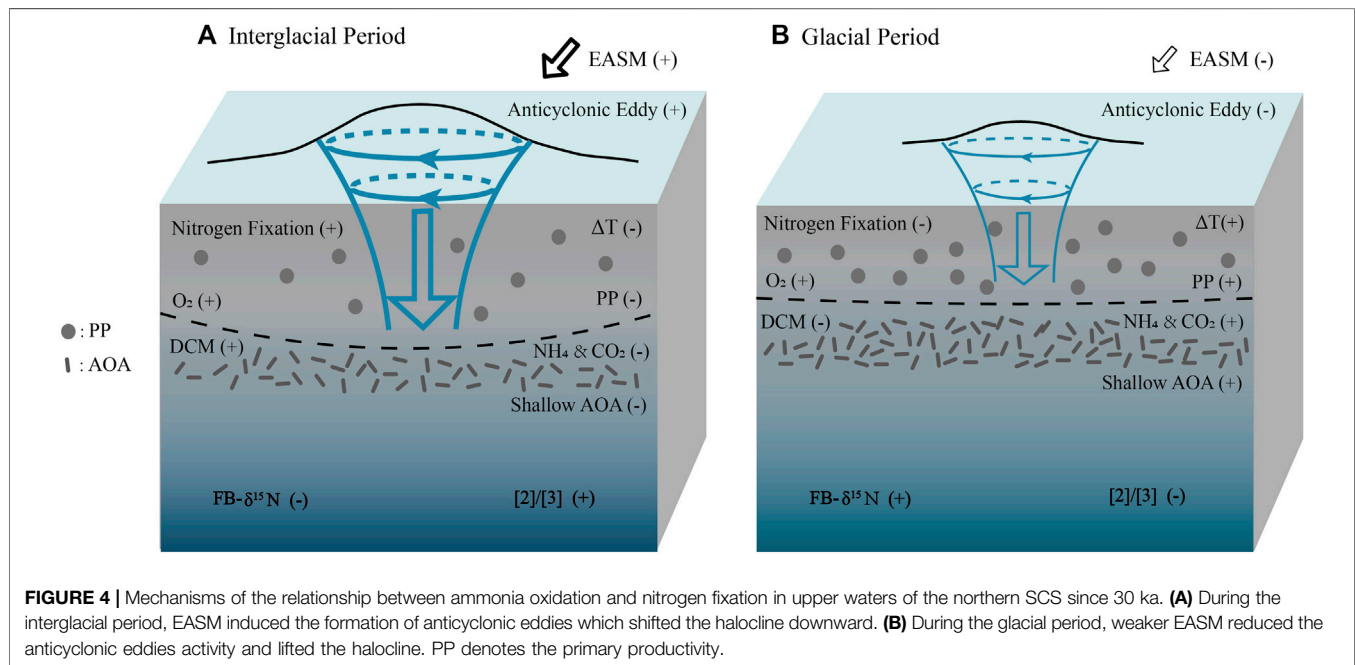 A Interglacial Period
EASM (+)
Anticyclonic Eddy (+)
Nitrogen Fixation (+)
ΔT (-)
O₂ (+)
PP (-)
DCM (+)
NH₄ & CO₂ (-)
Shallow AOA (-)
FB-δ¹⁵N (-)
[2]/[3] (+)
: PP
: AOA
B Glacial Period
EASM (-)
Anticyclonic Eddy (-)
Nitrogen Fixation (-)
ΔT(+)
O₂ (+)
PP (+)
DCM (-)
NH₄ & CO₂ (+)
Shallow AOA (+)
FB-δ¹⁵N (+)
[2]/[3] (-)
FIGURE 4 | Mechanisms of the relationship between ammonia oxidation and nitrogen fixation in upper waters of the northern SCS since 30 ka. (A) During the
interglacial period, EASM induced the formation of anticyclonic eddies which shifted the halocline downward. (B) During the glacial period, weaker EASM reduced the
anticyclonic eddies activity and lifted the halocline. PP denotes the primary productivity.